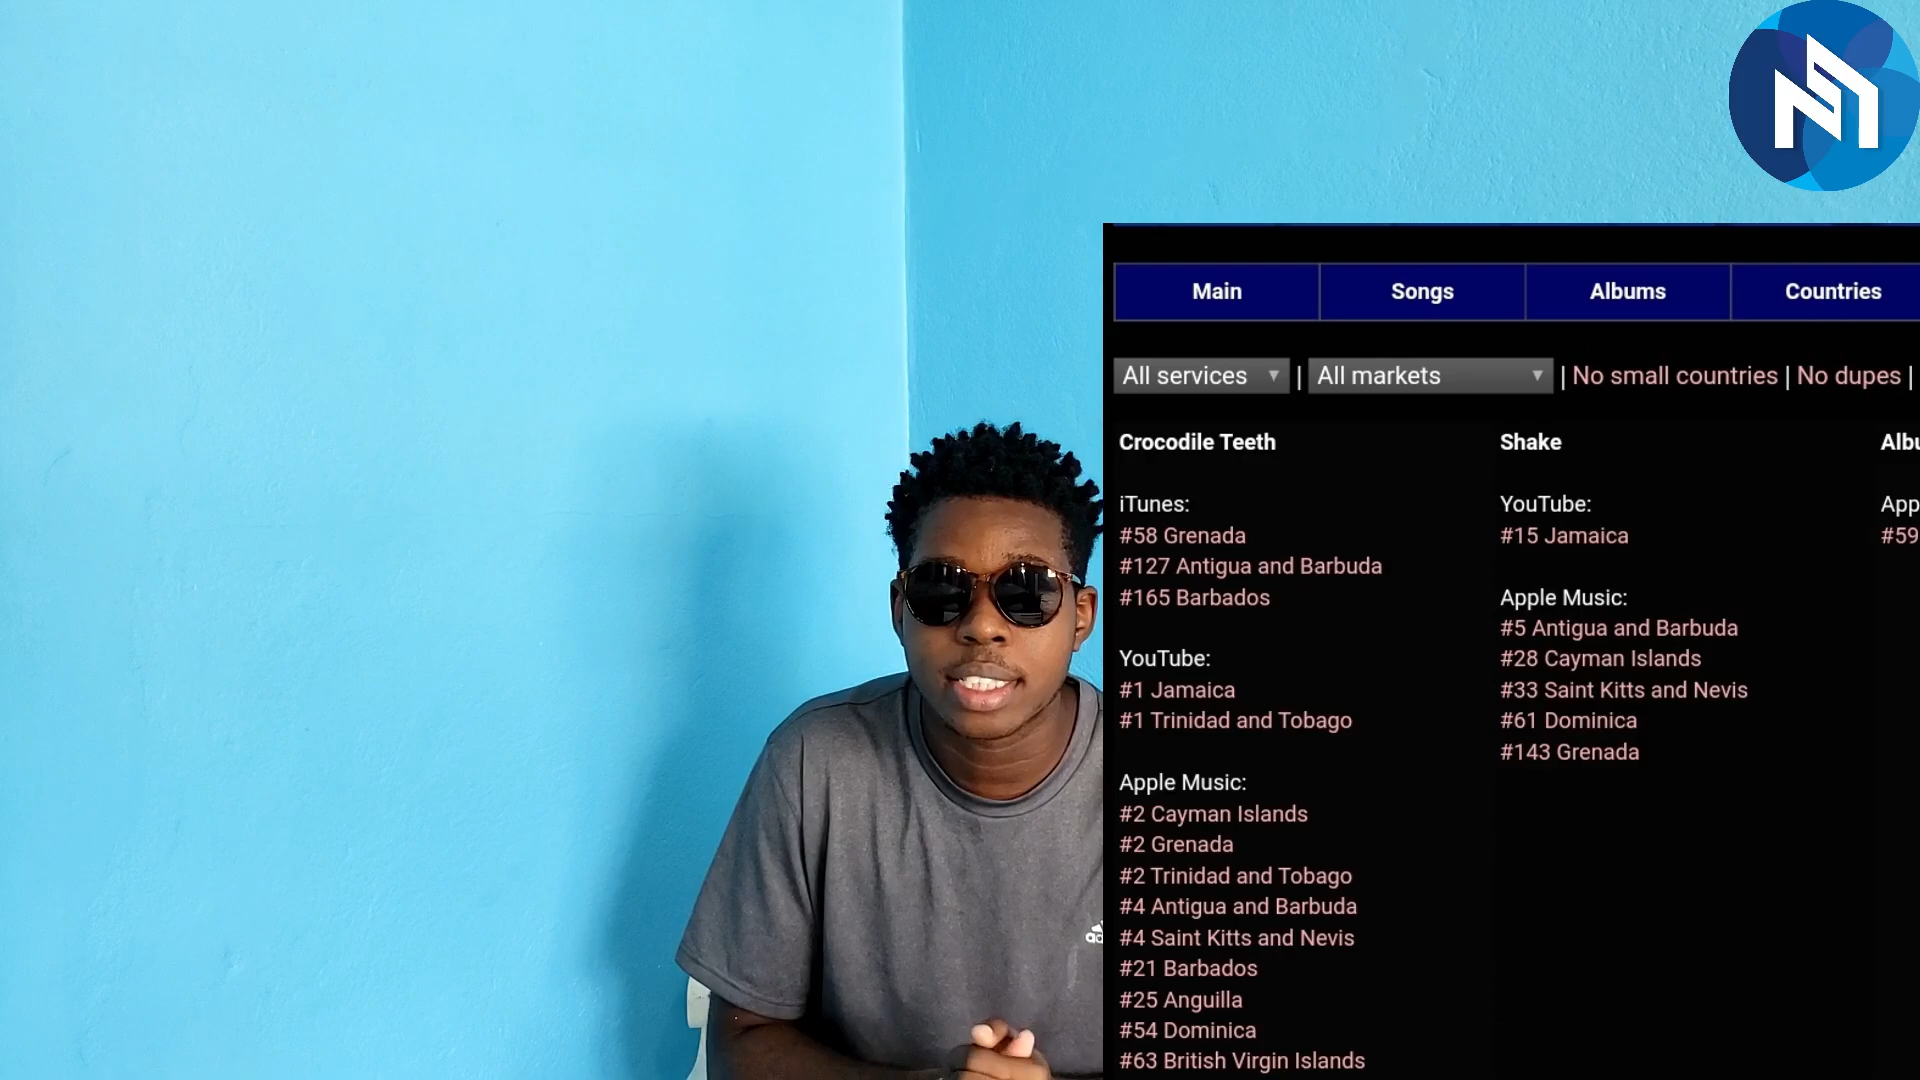 Main Songs Albums Countries
All services | All markets | No small countries | No dupes |
Crocodile Teeth
iTunes:
#58 Grenada
#127 Antigua and Barbuda
#165 Barbados
YouTube:
#1 Jamaica
#1 Trinidad and Tobago
Apple Music:
#2 Cayman Islands
#2 Grenada
#2 Trinidad and Tobago
#4 Antigua and Barbuda
#4 Saint Kitts and Nevis
#21 Barbados
#25 Anguilla
#54 Dominica
#63 British Virgin Islands
Shake
YouTube:
#15 Jamaica
Apple Music:
#5 Antigua and Barbuda
#28 Cayman Islands
#33 Saint Kitts and Nevis
#61 Dominica
#143 Grenada
Albu
App
#59